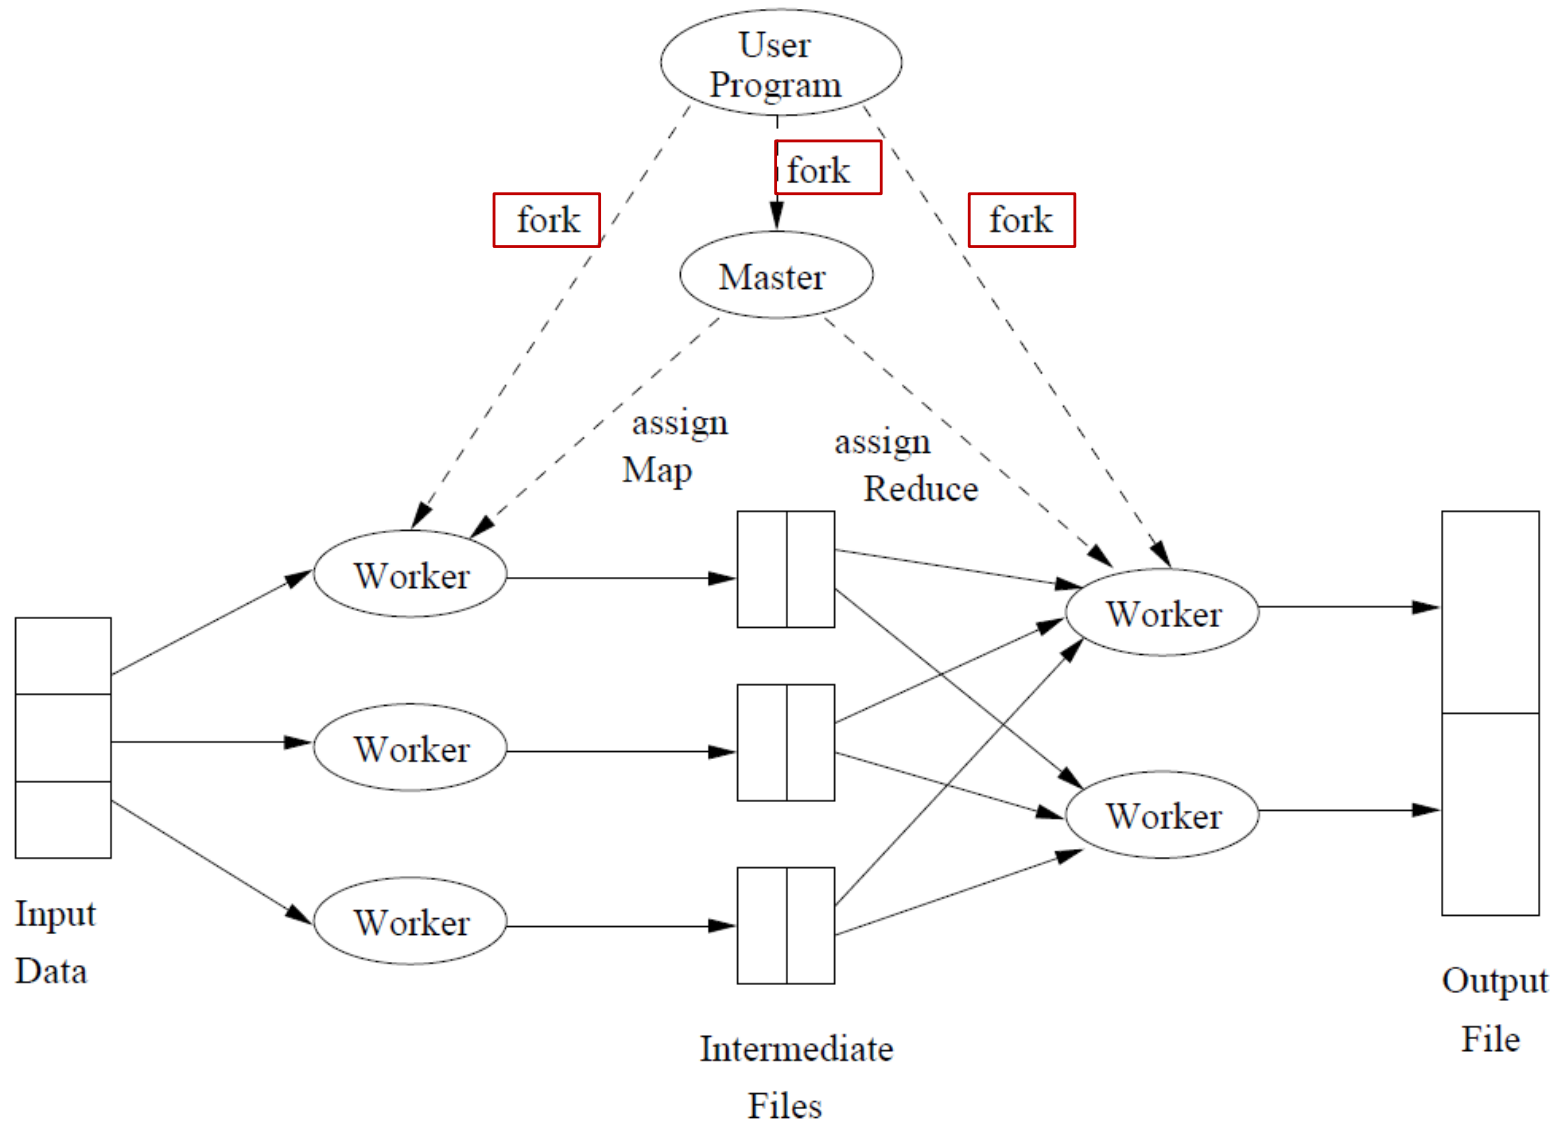 User
Program
fork
fork
fork
Master
assign
Map
assign
Reduce
Worker
Worker
Worker
Worker
Worker
Input
Data
Intermediate
Files
Output
File